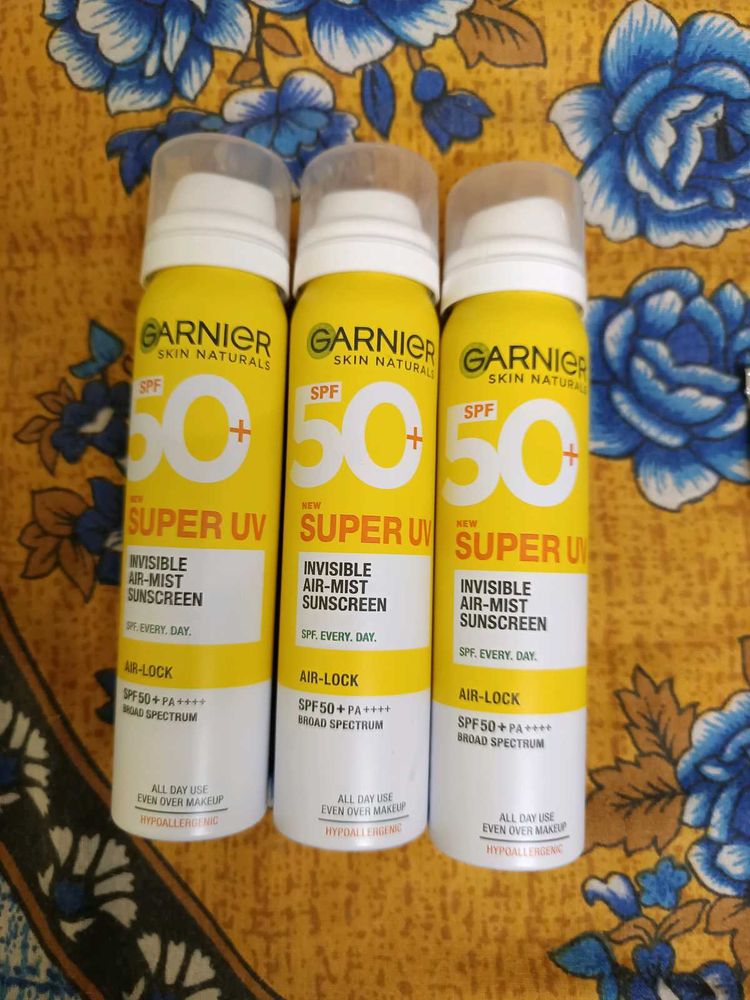 GARNIER
SKIN NATURALS
SPF
50+
NEW
SUPER UV
INVISIBLE
AIR-MIST
SUNSCREEN
SPF. EVERY. DAY.
AIR-LOCK
SPF50+ PA++++
BROAD SPECTRUM
ALL DAY USE
EVEN OVER MAKEUP
HYPOALLERGENIC
GARNIER
SKIN NATURALS
SPF
50+
NEW
SUPER UV
INVISIBLE
AIR-MIST
SUNSCREEN
SPF. EVERY. DAY.
AIR-LOCK
SPF50+ PA++++
BROAD SPECTRUM
ALL DAY USE
EVEN OVER MAKEUP
HYPOALLERGENIC
GARNIER
SKIN NATURALS
SPF
50+
NEW
SUPER UV
INVISIBLE
AIR-MIST
SUNSCREEN
SPF. EVERY. DAY.
AIR-LOCK
SPF50+ PA++++
BROAD SPECTRUM
ALL DAY USE
EVEN OVER MAKEUP
HYPOALLERGENIC